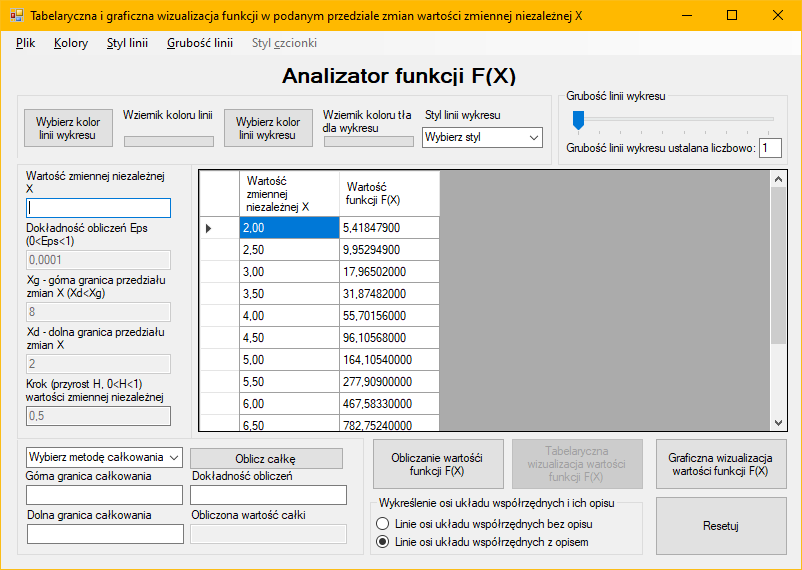 Tabelaryczna i graficzna wizualizacja funkcji w podanym przedziale zmian wartości zmiennej niezależnej X
Plik Kolory Styl linii Grubość linii Styl czcionki
Analizator funkcji F(X)
Wybierz kolor
linii wykresu
Wziernik koloru linii
Wybierz kolor
linii wykresu
Wziernik koloru tła
dla wykresu
Styl linii wykresu
Wybierz styl
Grubość linii wykresu
Grubość linii wykresu ustalana liczbowo: 1
Wartość zmiennej niezależnej
X
Dokładność obliczeń Eps
(0<Eps<1)
0,0001
Xg - górna granica przedziału
zmian X (Xd<Xg)
8
Xd - dolna granica przedziału
zmian X
2
Krok (przyrost H, 0<H<1)
wartości zmiennej niezależnej
0,5
Wartość
zmiennej
niezależnej X
Wartość
funkcji F(X)
2,00 5,41847900
2,50 9,95294900
3,00 17,96502000
3,50 31,87482000
4,00 55,70156000
4,50 96,10568000
5,00 164,10540000
5,50 277,90900000
6,00 467,58330000
6,50 782,75240000
Wybierz metodę całkowania
Oblicz całkę
Górna granica całkowania
Dokładność obliczeń
Dolna granica całkowania
Obliczona wartość całki
Obliczanie wartośći
funkcji F(X)
Tabelaryczna
wizualizacja wartości
funkcji F(X)
Graficzna wizualizacja
wartości funkcji F(X)
Wykreślenie osi układu współrzędnych i ich opisu
Linie osi układu współrzędnych bez opisu
Linie osi układu współrzędnych z opisem
Resetuj